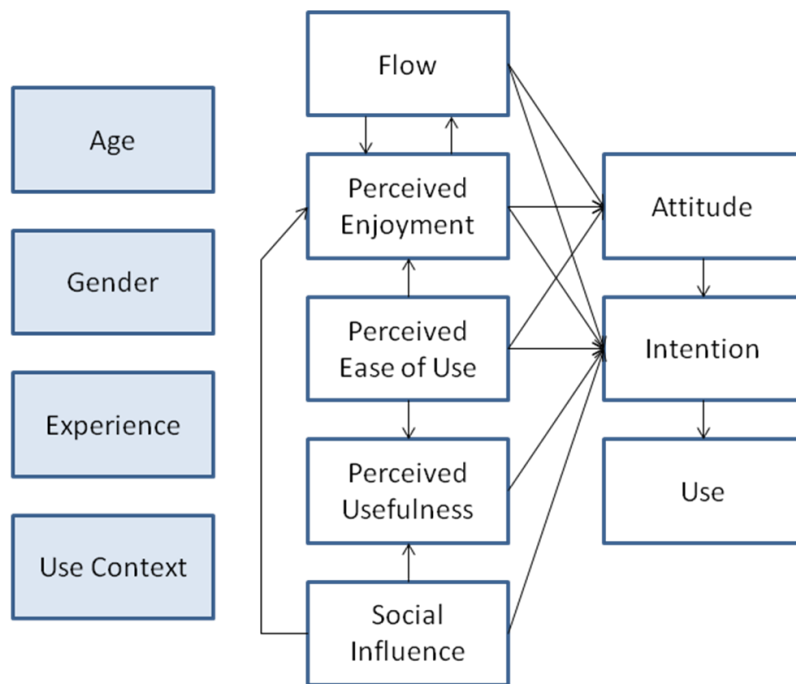 Age
Gender
Experience
Use Context
Flow
Perceived
Enjoyment
Perceived
Ease of Use
Perceived
Usefulness
Social
Influence
Attitude
Intention
Use